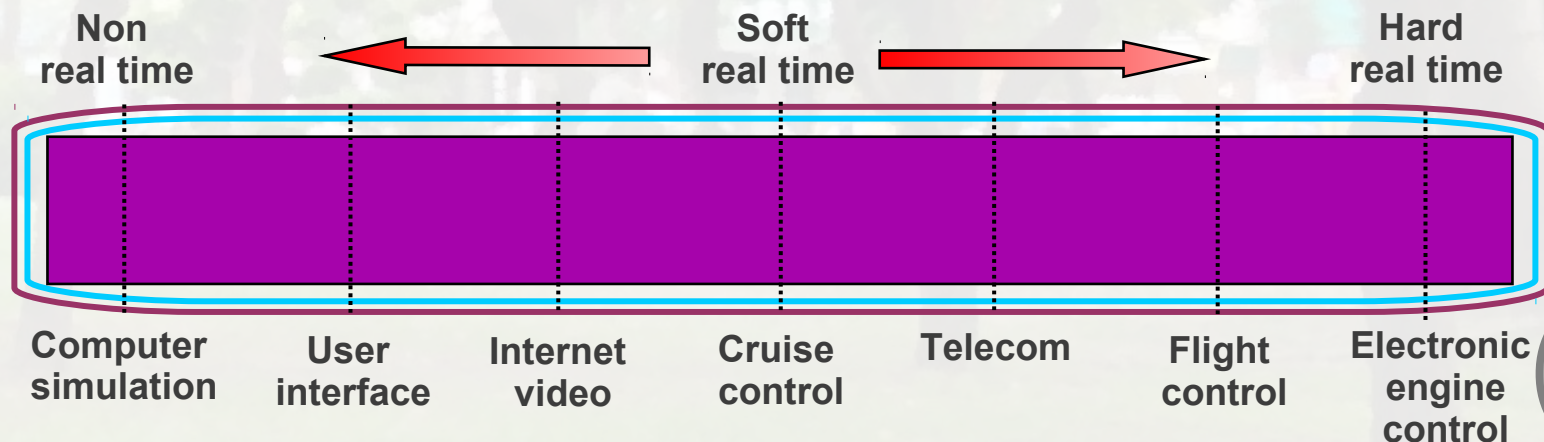 Non
real time
Soft
real time
Hard
real time
Computer
simulation
User
interface
Internet
video
Cruise
control
Telecom
Flight
control
Electronic
engine
control